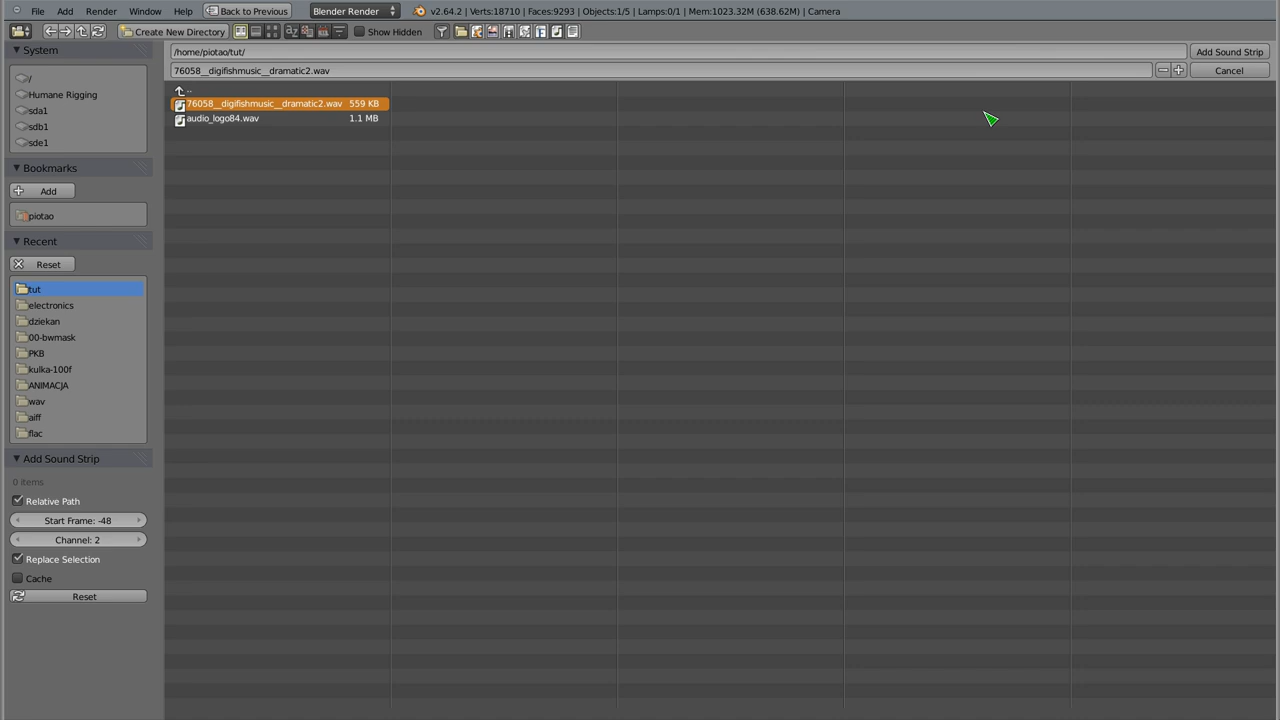 File Add Render Window Help Back to Previous Blender Render v2.64.2 | Verts:18710 | Faces:9293 | Objects:1/5 | Lamps:0/1 | Mem:1023.32M (638.62M) | Camera
Create New Directory Show Hidden
System
/
Humane Rigging
sda1
sdb1
sde1
Bookmarks
Add
piotao
Recent
Reset
tut
electronics
dziekan
00-bwmask
PKB
kulka-100f
ANIMACJA
wav
aiff
flac
Add Sound Strip
0 items
Relative Path
Start Frame: -48
Channel: 2
Replace Selection
Cache
Reset
/home/piotao/tut/ Add Sound Strip
76058__digifishmusic__dramatic2.wav Cancel
..
76058__digifishmusic__dramatic2.wav 559 KB
audio_logo84.wav 1.1 MB